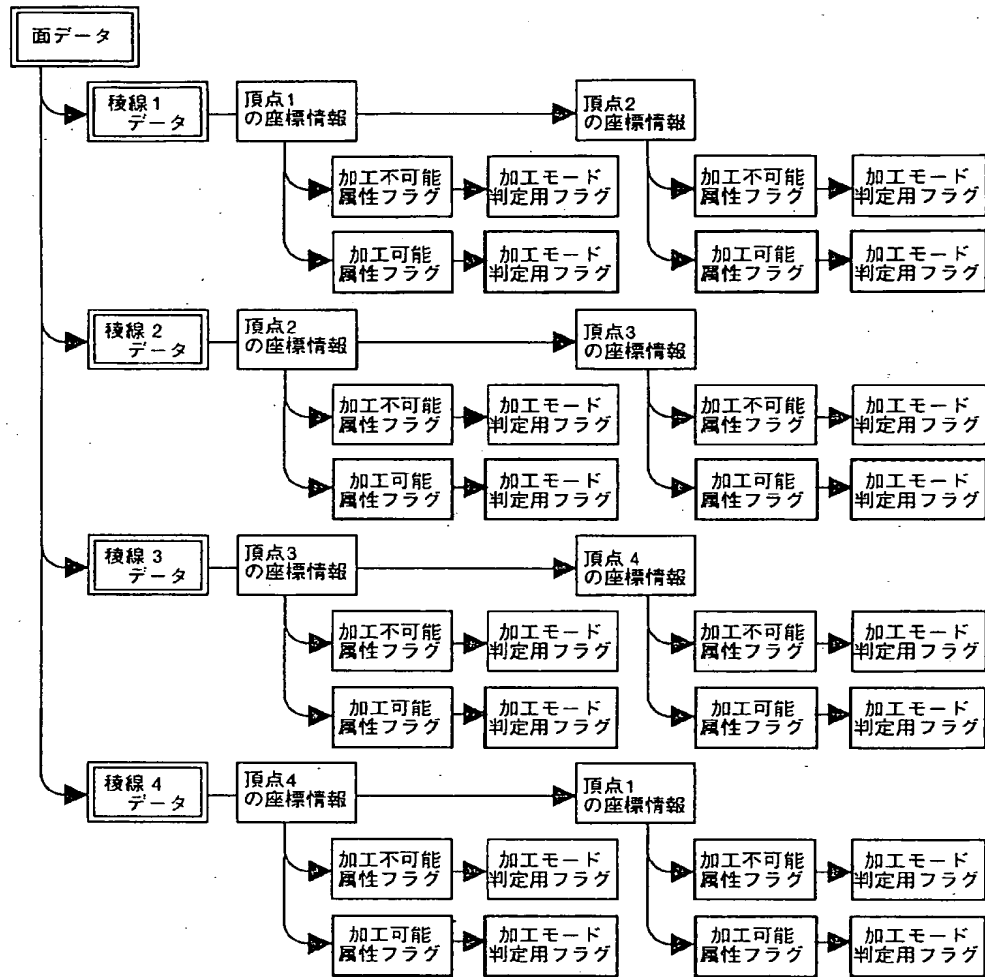 面データ
稜線1
データ
頂点1
の座標情報
頂点2
の座標情報
加工不可能
属性フラグ
加工モード
判定用フラグ
加工不可能
属性フラグ
加工モード
判定用フラグ
加工可能
属性フラグ
加工モード
判定用フラグ
加工可能
属性フラグ
加工モード
判定用フラグ
稜線2
データ
頂点2
の座標情報
頂点3
の座標情報
加工不可能
属性フラグ
加工モード
判定用フラグ
加工不可能
属性フラグ
加工モード
判定用フラグ
加工可能
属性フラグ
加工モード
判定用フラグ
加工可能
属性フラグ
加工モード
判定用フラグ
稜線3
データ
頂点3
の座標情報
頂点4
の座標情報
加工不可能
属性フラグ
加工モード
判定用フラグ
加工不可能
属性フラグ
加工モード
判定用フラグ
加工可能
属性フラグ
加工モード
判定用フラグ
加工可能
属性フラグ
加工モード
判定用フラグ
稜線4
データ
頂点4
の座標情報
頂点1
の座標情報
加工不可能
属性フラグ
加工モード
判定用フラグ
加工不可能
属性フラグ
加工モード
判定用フラグ
加工可能
属性フラグ
加工モード
判定用フラグ
加工可能
属性フラグ
加工モード
判定用フラグ